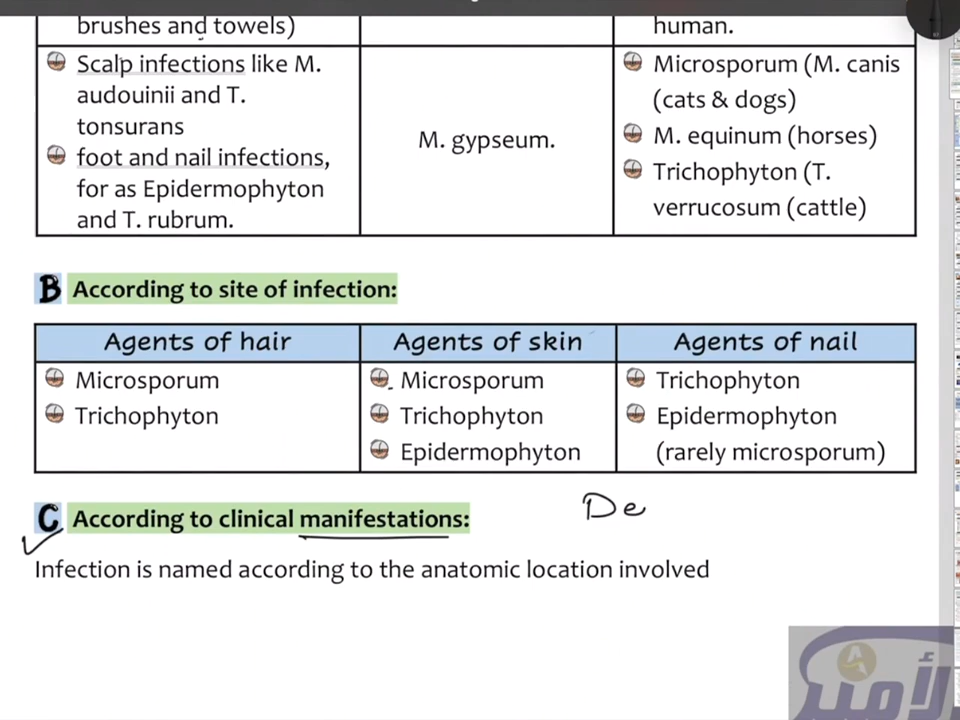 brushes and towels)
human.
Scalp infections like M.
audouinii and T.
tonsurans
foot and nail infections,
for as Epidermophyton
and T. rubrum.
M. gypseum.
Microsporum (M. canis
(cats & dogs)
M. equinum (horses)
Trichophyton (T.
verrucosum (cattle)
B According to site of infection:
Agents of hair
Agents of skin
Agents of nail
Microsporum
Trichophyton
Microsporum
Trichophyton
Epidermophyton
Trichophyton
Epidermophyton
(rarely microsporum)
C According to clinical manifestations:
De
Infection is named according to the anatomic location involved